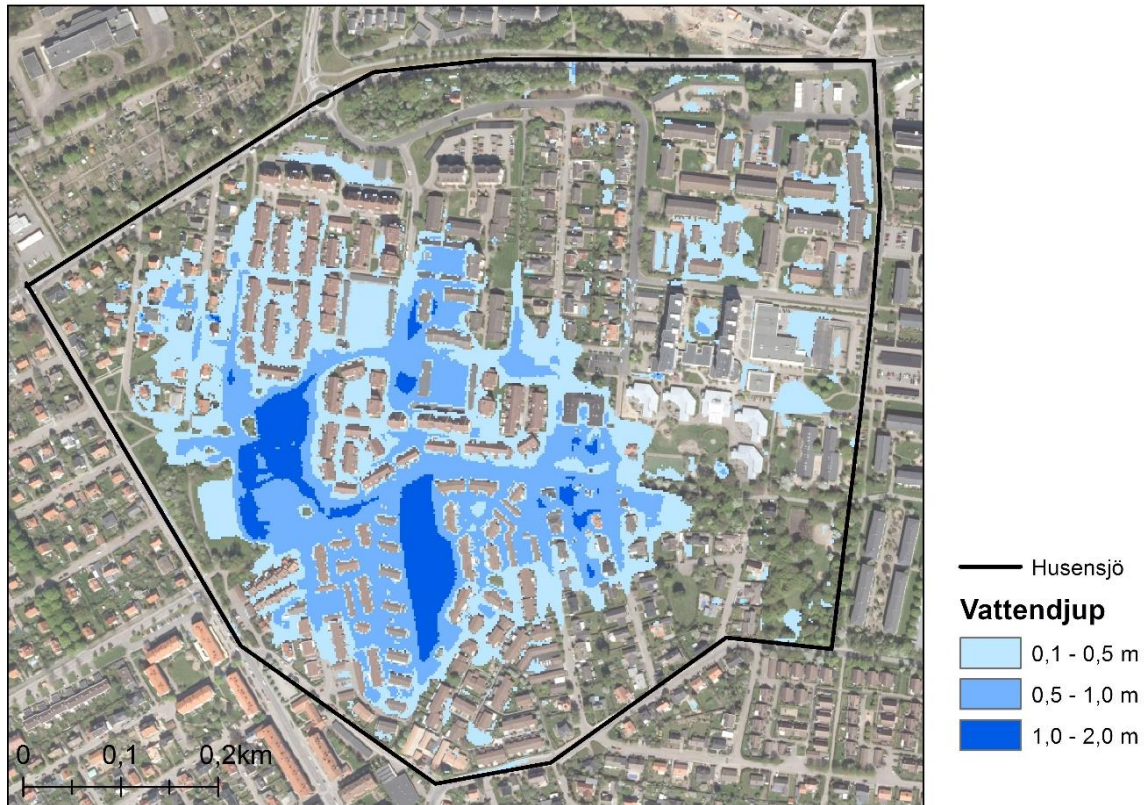 Husensjö
Vattendjup
0,1 - 0,5 m
0,5 - 1,0 m
1,0 - 2,0 m
0 0,1 0,2km